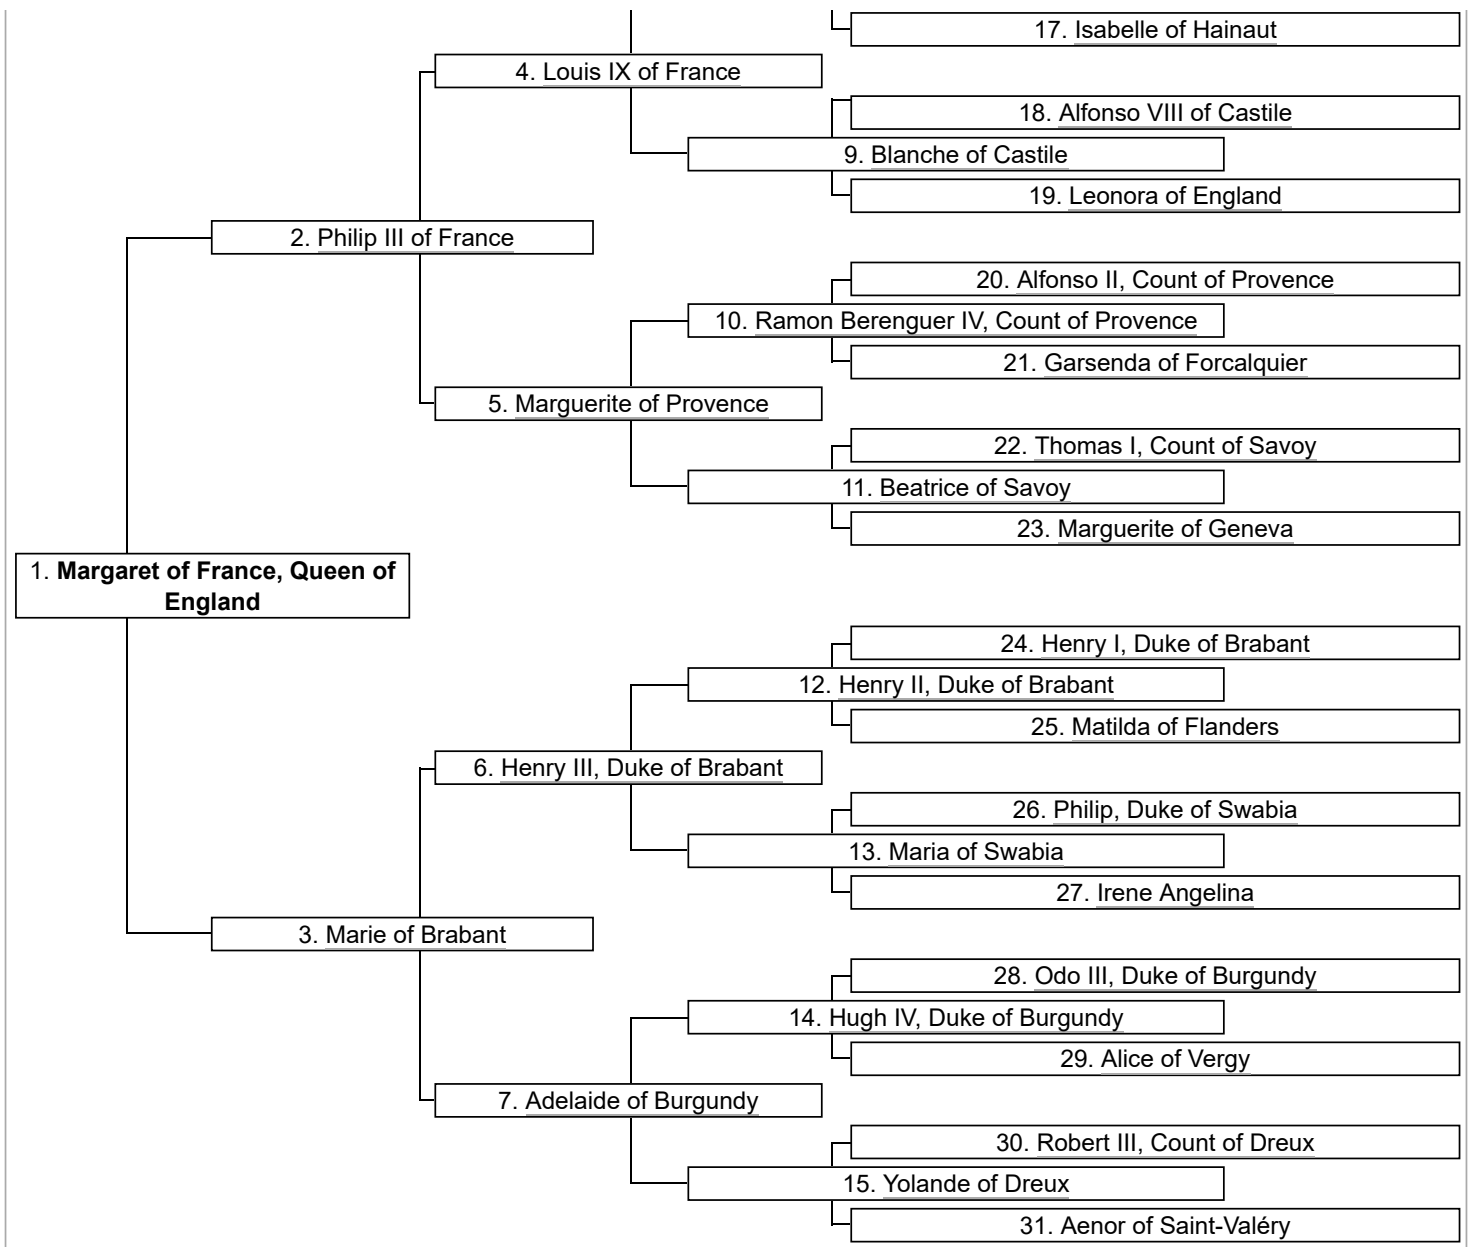 17. Isabelle of Hainaut
4. Louis IX of France
18. Alfonso VIII of Castile
9. Blanche of Castile
19. Leonora of England
2. Philip III of France
20. Alfonso II, Count of Provence
10. Ramon Berenguer IV, Count of Provence
21. Garsenda of Forcalquier
5. Marguerite of Provence
22. Thomas I, Count of Savoy
11. Beatrice of Savoy
23. Marguerite of Geneva
1. Margaret of France, Queen of
England
24. Henry I, Duke of Brabant
12. Henry II, Duke of Brabant
25. Matilda of Flanders
6. Henry III, Duke of Brabant
26. Philip, Duke of Swabia
13. Maria of Swabia
27. Irene Angelina
3. Marie of Brabant
28. Odo III, Duke of Burgundy
14. Hugh IV, Duke of Burgundy
29. Alice of Vergy
7. Adelaide of Burgundy
30. Robert III, Count of Dreux
15. Yolande of Dreux
31. Aenor of Saint-Valéry